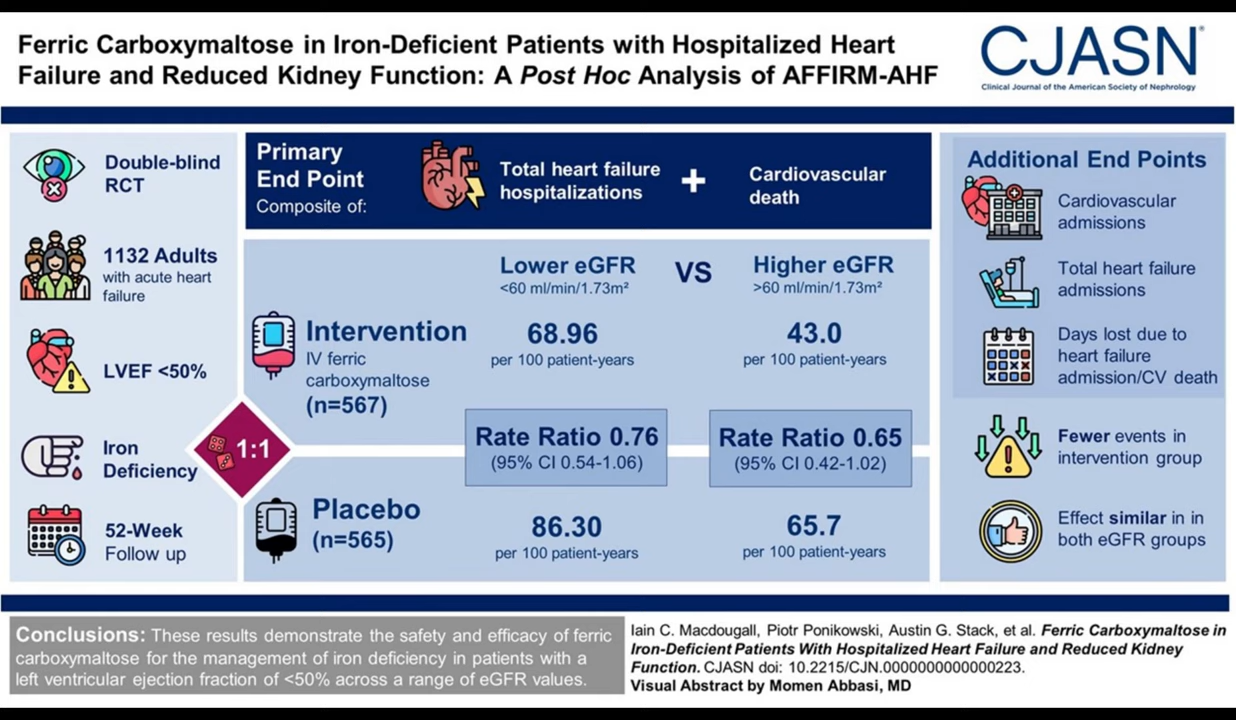 Ferric Carboxymaltose in Iron-Deficient Patients with Hospitalized Heart
Failure and Reduced Kidney Function: A Post Hoc Analysis of AFFIRM-AHF
CJASN®
Clinical Journal of the American Society of Nephrology
Double-blind
RCT
1132 Adults
with acute heart
failure
LVEF <50%
Iron
Deficiency
52-Week
Follow up
1:1
Primary
End Point
Composite of:
Total heart failure
hospitalizations
+
Cardiovascular
death
Lower eGFR
<60 ml/min/1.73m²
VS
Higher eGFR
>60 ml/min/1.73m²
Intervention
IV ferric
carboxymaltose
(n=567)
68.96
per 100 patient-years
43.0
per 100 patient-years
Rate Ratio 0.76
(95% CI 0.54-1.06)
Rate Ratio 0.65
(95% CI 0.42-1.02)
Placebo
(n=565)
86.30
per 100 patient-years
65.7
per 100 patient-years
Additional End Points
Cardiovascular
admissions
Total heart failure
admissions
Days lost due to
heart failure
admission/CV death
Fewer events in
intervention group
Effect similar in in
both eGFR groups
Conclusions: These results demonstrate the safety and efficacy of ferric
carboxymaltose for the management of iron deficiency in patients with a
left ventricular ejection fraction of <50% across a range of eGFR values.
Iain C. Macdougall, Piotr Ponikowski, Austin G. Stack, et al. Ferric Carboxymaltose in
Iron-Deficient Patients With Hospitalized Heart Failure and Reduced Kidney
Function. CJASN doi: 10.2215/CJN.0000000000000223.
Visual Abstract by Momen Abbasi, MD